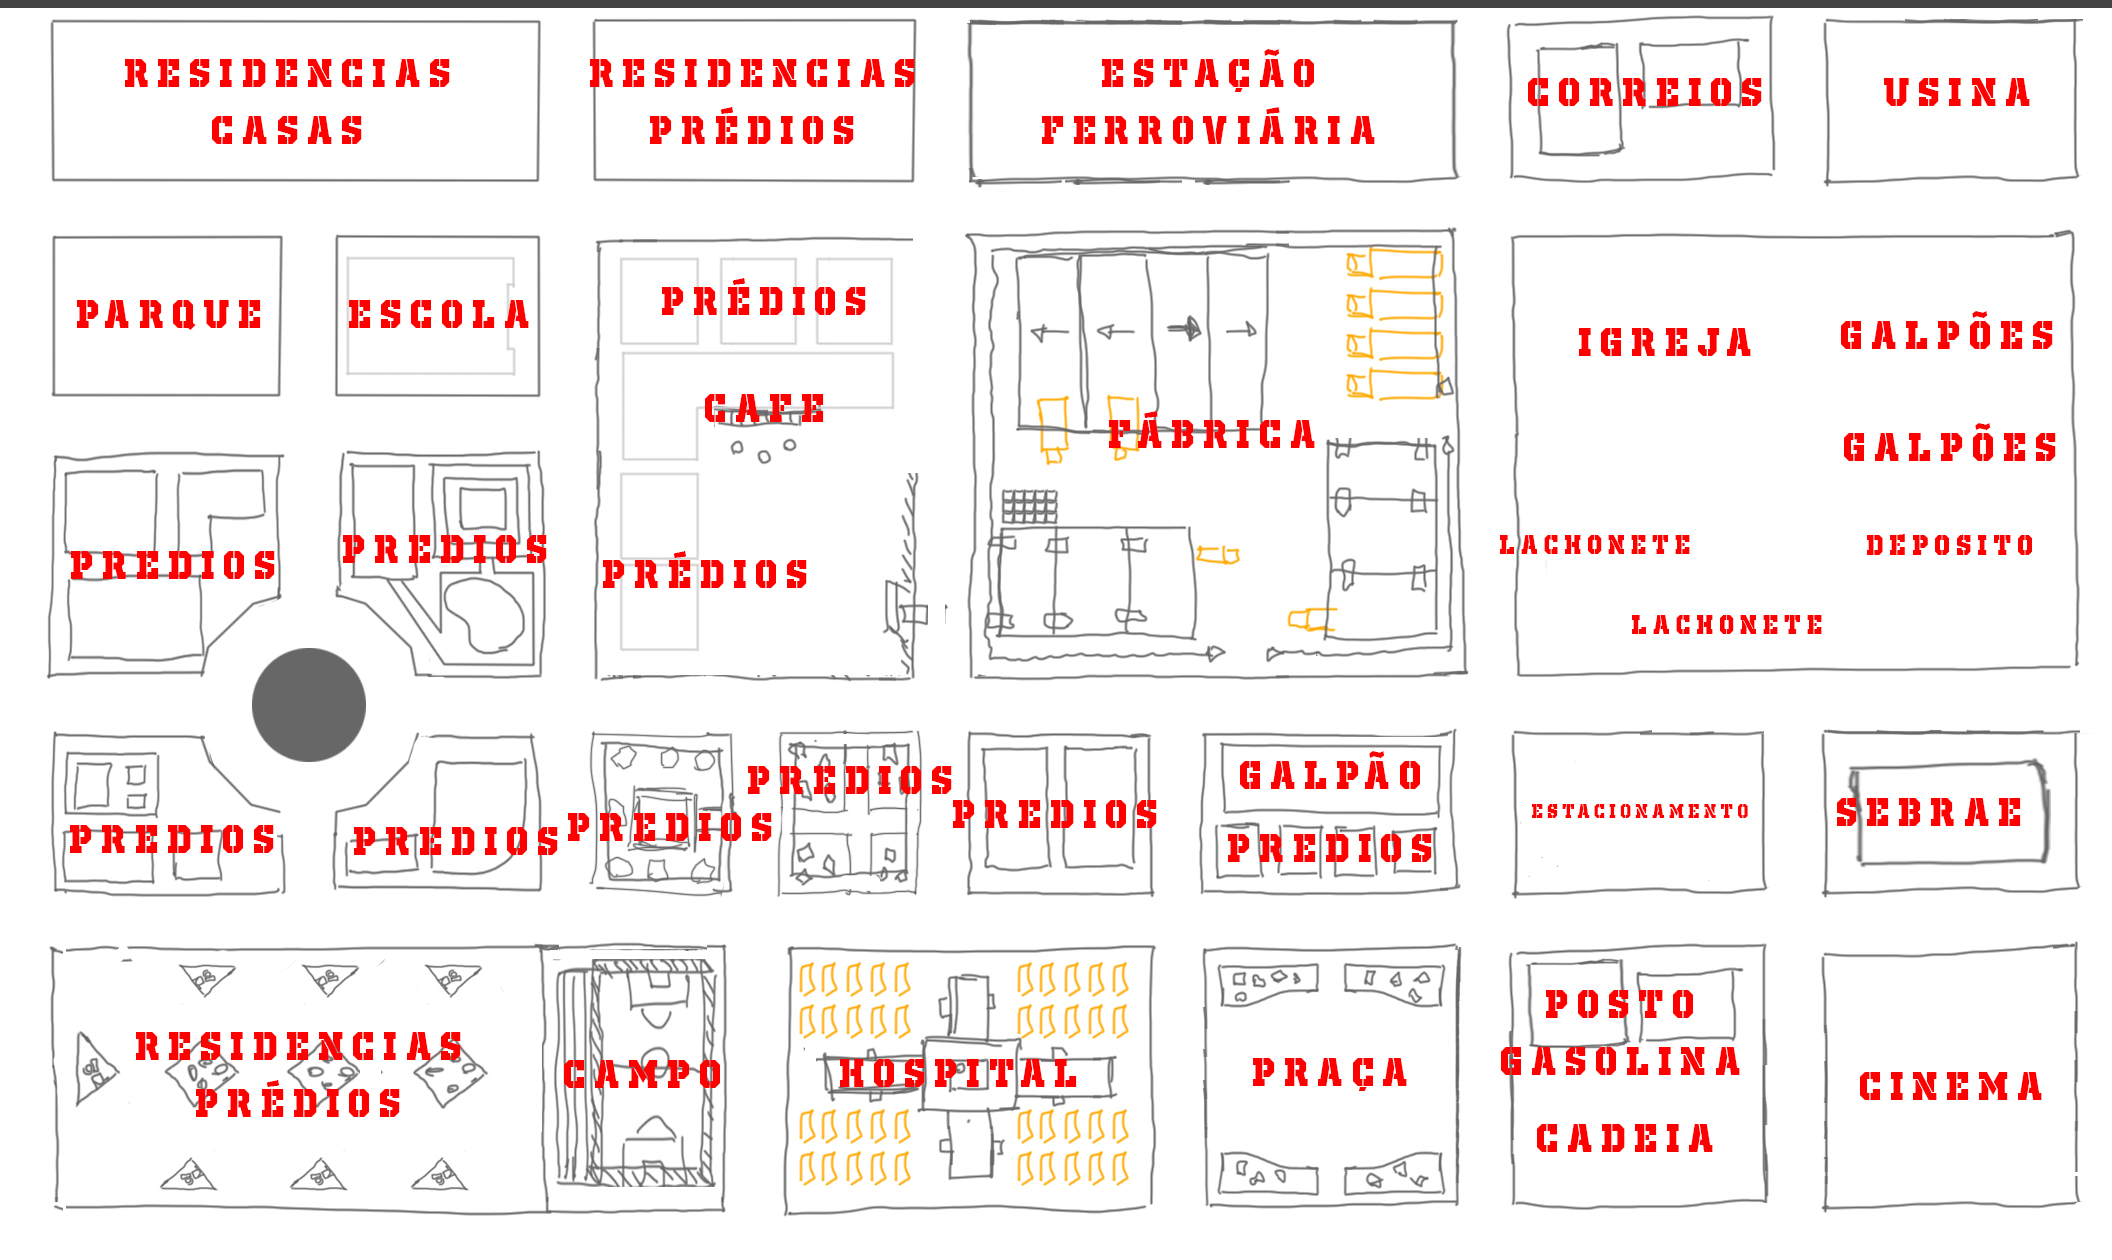 RESIDENCIAS
CASAS
RESIDENCIAS
PRÉDIOS
ESTAÇÃO
FERROVIÁRIA
CORREIOS
USINA
PARQUE
ESCOLA
PRÉDIOS
CAFE
PRÉDIOS
FÁBRICA
IGREJA
GALPÕES
GALPÕES
LACHONETE
DEPOSITO
LACHONETE
PREDIOS
PREDIOS
PREDIOS
PREDIOS
PREDIOS
PREDIOS
PREDIOS
GALPÃO
PREDIOS
ESTACIONAMENTO
SEBRAE
RESIDENCIAS
PRÉDIOS
CAMPO
HOSPITAL
PRAÇA
POSTO
GASOLINA
CADEIA
CINEMA